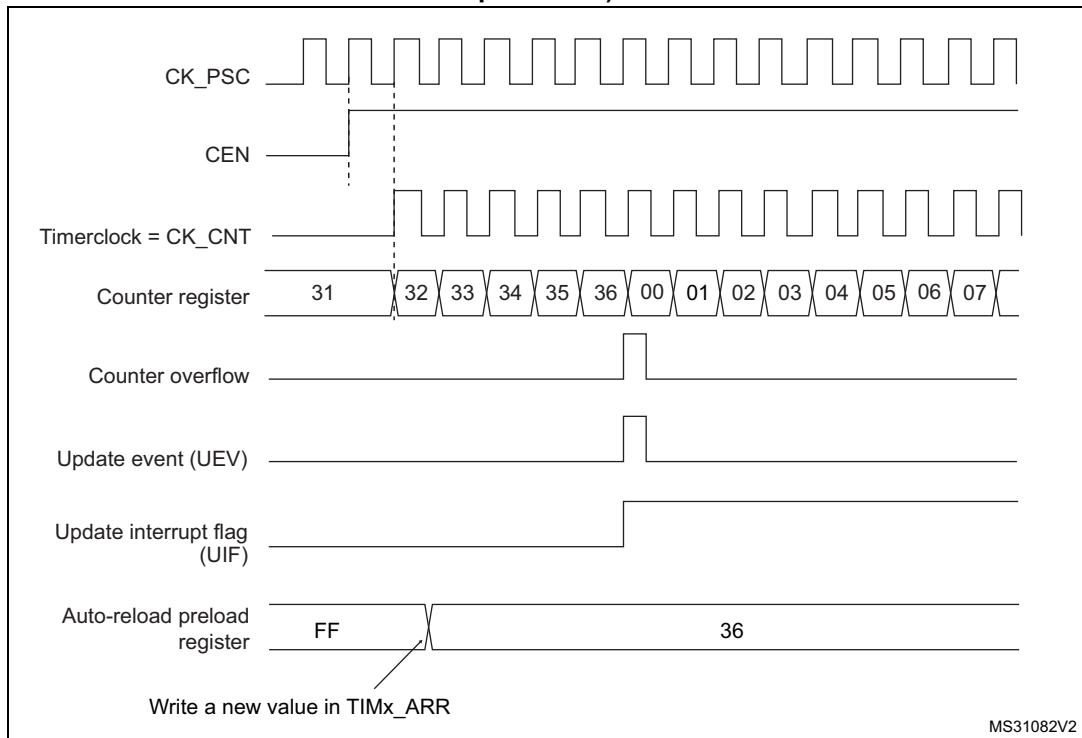 CK_PSC
CEN
Timerclock = CK_CNT
Counter register 31 32 33 34 35 36 00 01 02 03 04 05 06 07
Counter overflow
Update event (UEV)
Update interrupt flag
(UIF)
Auto-reload preload
register
FF 36
Write a new value in TIMx_ARR
MS31082V2